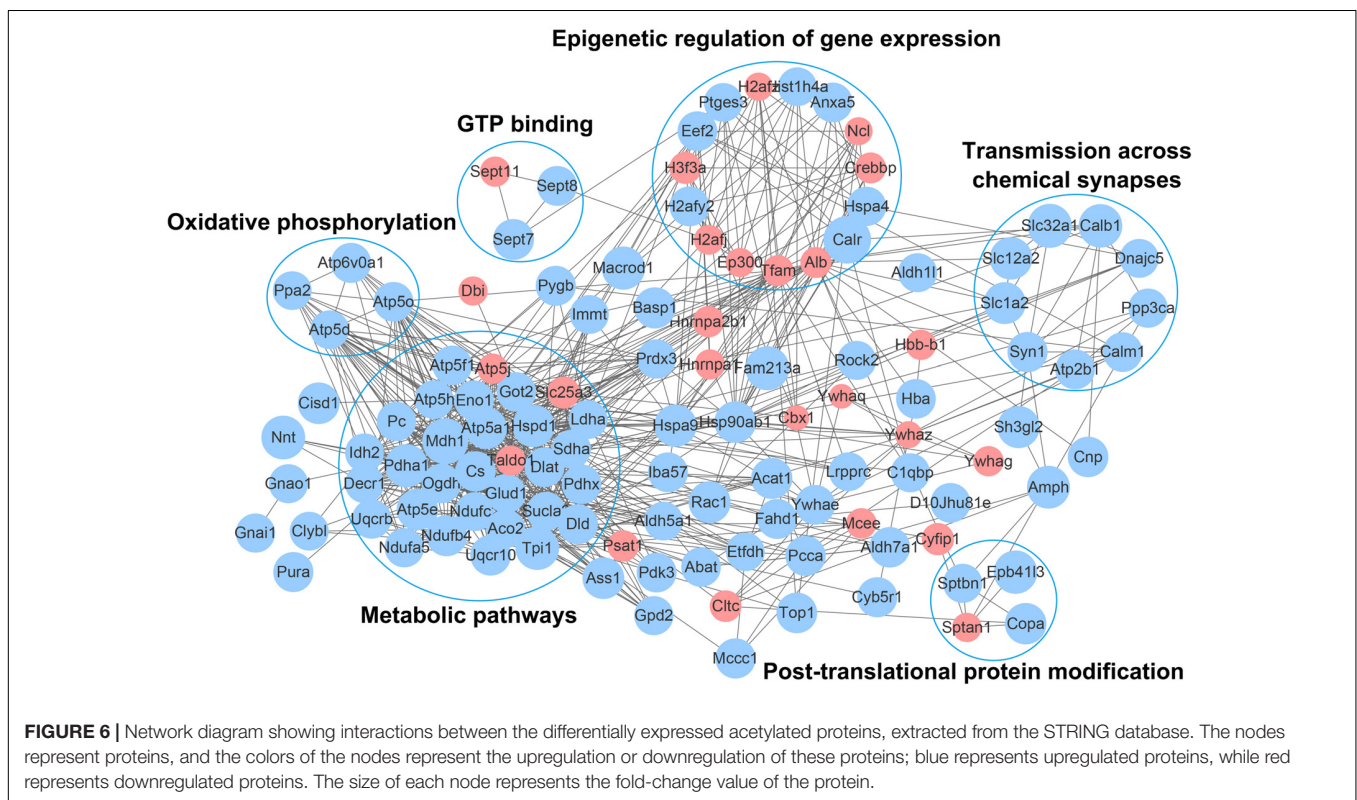 Epigenetic regulation of gene expression
GTP binding
Transmission across
chemical synapses
Oxidative phosphorylation
Metabolic pathways
Post-translational protein modification
H2afz
Hist1h4a
Ptges3
Anxa5
Eef2
Ncl
H3f3a
Crebbp
H2afy2
Hspa4
H2afj
Calr
Ep300
Tfam
Alb
Sept11
Sept8
Sept7
Slc32a1
Calb1
Slc12a2
Dnajc5
Slc1a2
Ppp3ca
Syn1
Calm1
Atp2b1
Atp6v0a1
Ppa2
Atp5o
Atp5d
Dbi
Pygb
Macrod1
Immt
Basp1
Aldh1l1
Hnrnpa2b1
Prdx3
Hnrnpa1
Fam213a
Rock2
Hbb-b1
Hba
Ywhaq
Cbx1
Hspa9
Hsp90ab1
Ywhaz
Sh3gl2
Ywhag
Cnp
Amph
Atp5f1
Atp5j
Atp5h
Eno1
Got2
Slc25a3
Pc
Mdh1
Atp5a1
Hspd1
Ldha
Sdha
Idh2
Pdha1
Cs
Taldo1
Dlat
Decr1
Ogdh
Glud1
Pdhx
Atp5e
Ndufc
Sucla
Uqcrb
Aco2
Dld
Ndufa5
Ndufb4
Uqcr10
Tpi1
Cisd1
Nnt
Gnao1
Gnai1
Clybl
Pura
Iba57
Acat1
Lrpprc
C1qbp
Rac1
Ywhae
D10Jhu81e
Aldh5a1
Fahd1
Mcee
Cyfip1
Psat1
Etfdh
Pcca
Aldh7a1
Ass1
Pdk3
Abat
Cyb5r1
Gpd2
Cltc
Top1
Mccc1
Sptbn1
Epb41l3
Sptan1
Copa
FIGURE 6 | Network diagram showing interactions between the differentially expressed acetylated proteins, extracted from the STRING database. The nodes
represent proteins, and the colors of the nodes represent the upregulation or downregulation of these proteins; blue represents upregulated proteins, while red
represents downregulated proteins. The size of each node represents the fold-change value of the protein.